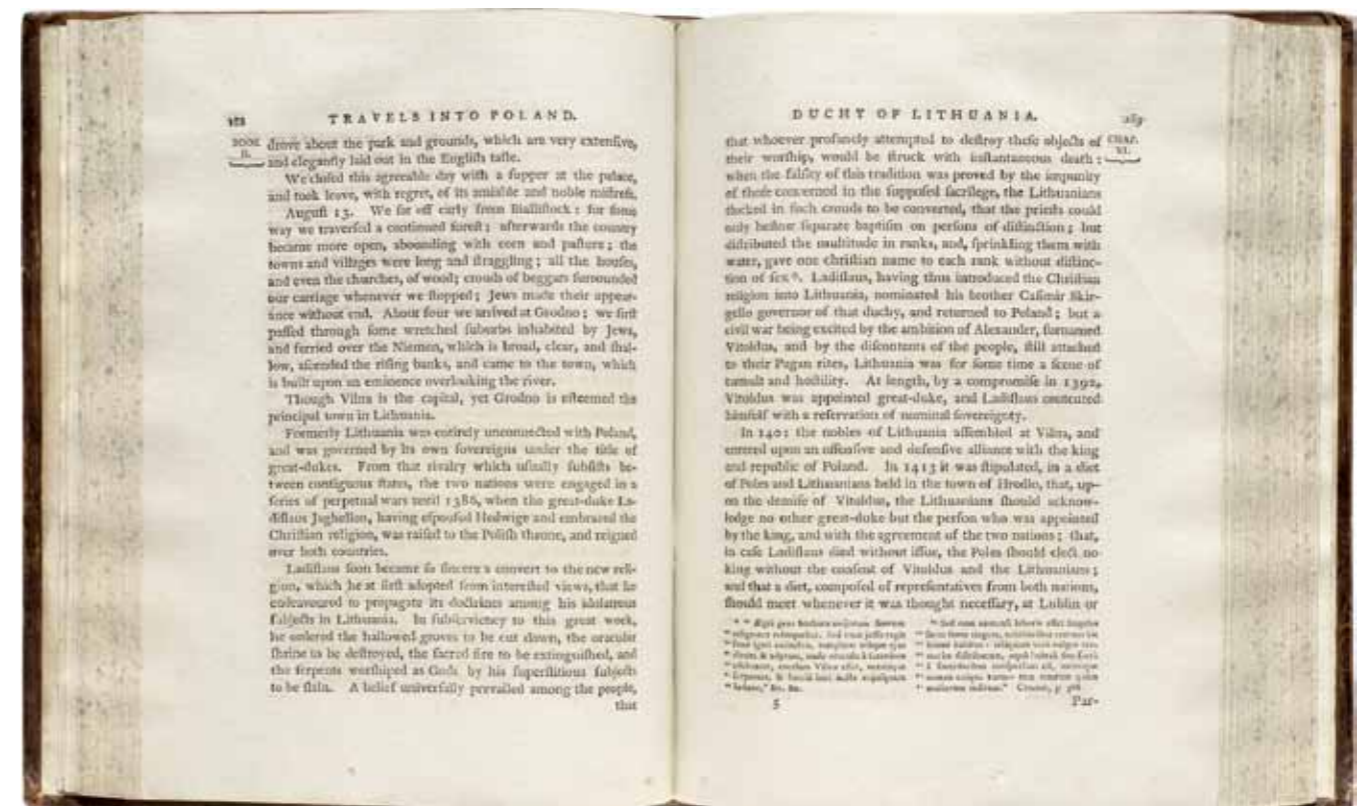 TRAVELS INTO POLAND.
BOOK
II.
drove about the park and grounds, which are very extenſive,
and elegantly laid out in the Engliſh taſte.
We cloſed this agreeable day with a ſupper at the palace,
and took leave, with regret, of its amiable and noble miſtreſs.
Auguſt 13. We ſet off early from Bialliſtock: for ſome
way we traverſed a continued foreſt; afterwards the country
became more open, abounding with corn and paſture; the
towns and villages were long and ſtraggling; all the houſes,
and even the churches, of wood; crouds of beggars ſurrounded
our carriage whenever we ſtopped; Jews made their appear-
ance without end. About four we arrived at Grodno; we firſt
paſſed through ſome wretched ſuburbs inhabited by Jews,
and ferried over the Niemen, which is broad, clear, and ſhal-
low, aſcended the riſing banks, and came to the town, which
is built upon an eminence overlooking the river.
Though Vilna is the capital, yet Grodno is eſteemed the
principal town in Lithuania.
Formerly Lithuania was entirely unconnected with Poland,
and was governed by its own ſovereigns under the title of
great-dukes. From that rivalry which uſually ſubſiſts be-
tween contiguous ſtates, the two nations were engaged in a
ſeries of perpetual wars until 1386, when the great-duke La-
diſlaus Jaghellon, having eſpouſed Hedwige and embraced the
Chriſtian religion, was raiſed to the Poliſh throne, and reigned
over both countries.
Ladiſlaus ſoon became ſo ſincere a convert to the new reli-
gion, which he at firſt adopted from intereſted views, that he
endeavoured to propagate its doctrines among his idolatrous
ſubjects in Lithuania. In ſubſerviency to this great work,
he ordered the hallowed groves to be cut down, the oracular
ſhrine to be deſtroyed, the ſacred fire to be extinguiſhed, and
the ſerpents worſhiped as Gods by his ſuperſtitious ſubjects
to be ſlain. A belief univerſally prevailed among the people,
that
DUCHY OF LITHUANIA.
CHAP.
VI.
that whoever profanely attempted to deſtroy theſe objects of
their worſhip, would be ſtruck with inſtantaneous death:
when the falſity of this tradition was proved by the impunity
of thoſe concerned in the ſuppoſed ſacrilege, the Lithuanians
flocked in ſuch crouds to be converted, that the prieſts could
only beſtow ſeparate baptiſm on perſons of diſtinction; but
diſtributed the multitude in ranks, and, ſprinkling them with
water, gave one chriſtian name to each rank without diſtinc-
tion of ſex *. Ladiſlaus, having thus introduced the Chriſtian
religion into Lithuania, nominated his brother Caſimir Skir-
gello governor of that duchy, and returned to Poland; but a
civil war being excited by the ambition of Alexander, ſurnamed
Vitoldus, and by the diſcontents of the people, ſtill attached
to their Pagan rites, Lithuania was for ſome time a ſcene of
tumult and hoſtility. At length, by a compromiſe in 1392,
Vitoldus was appointed great-duke, and Ladiſlaus contented
himſelf with a reſervation of nominal ſovereignty.
In 1401 the nobles of Lithuania aſſembled at Vilna, and
entered upon an offenſive and defenſive alliance with the king
and republic of Poland. In 1413 it was ſtipulated, in a diet
of Poles and Lithuanians held in the town of Hrodlo, that, up-
on the demiſe of Vitoldus, the Lithuanians ſhould acknow-
ledge no other great-duke but the perſon who was appointed
by the king, and with the agreement of the two nations; that,
in caſe Ladiſlaus died without iſſue, the Poles ſhould elect no
king without the conſent of Vitoldus and the Lithuanians;
and that a diet, compoſed of repreſentatives from both nations,
ſhould meet whenever it was thought neceſſary, at Lublin or
5
Par-